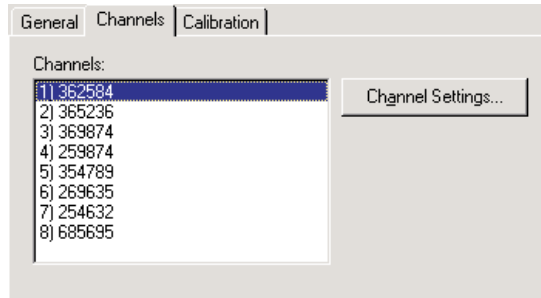 General Channels Calibration
Channels:
1) 362584
Channel Settings...
2) 365236
3) 369874
4) 259874
5) 354789
6) 269635
7) 254632
8) 685695